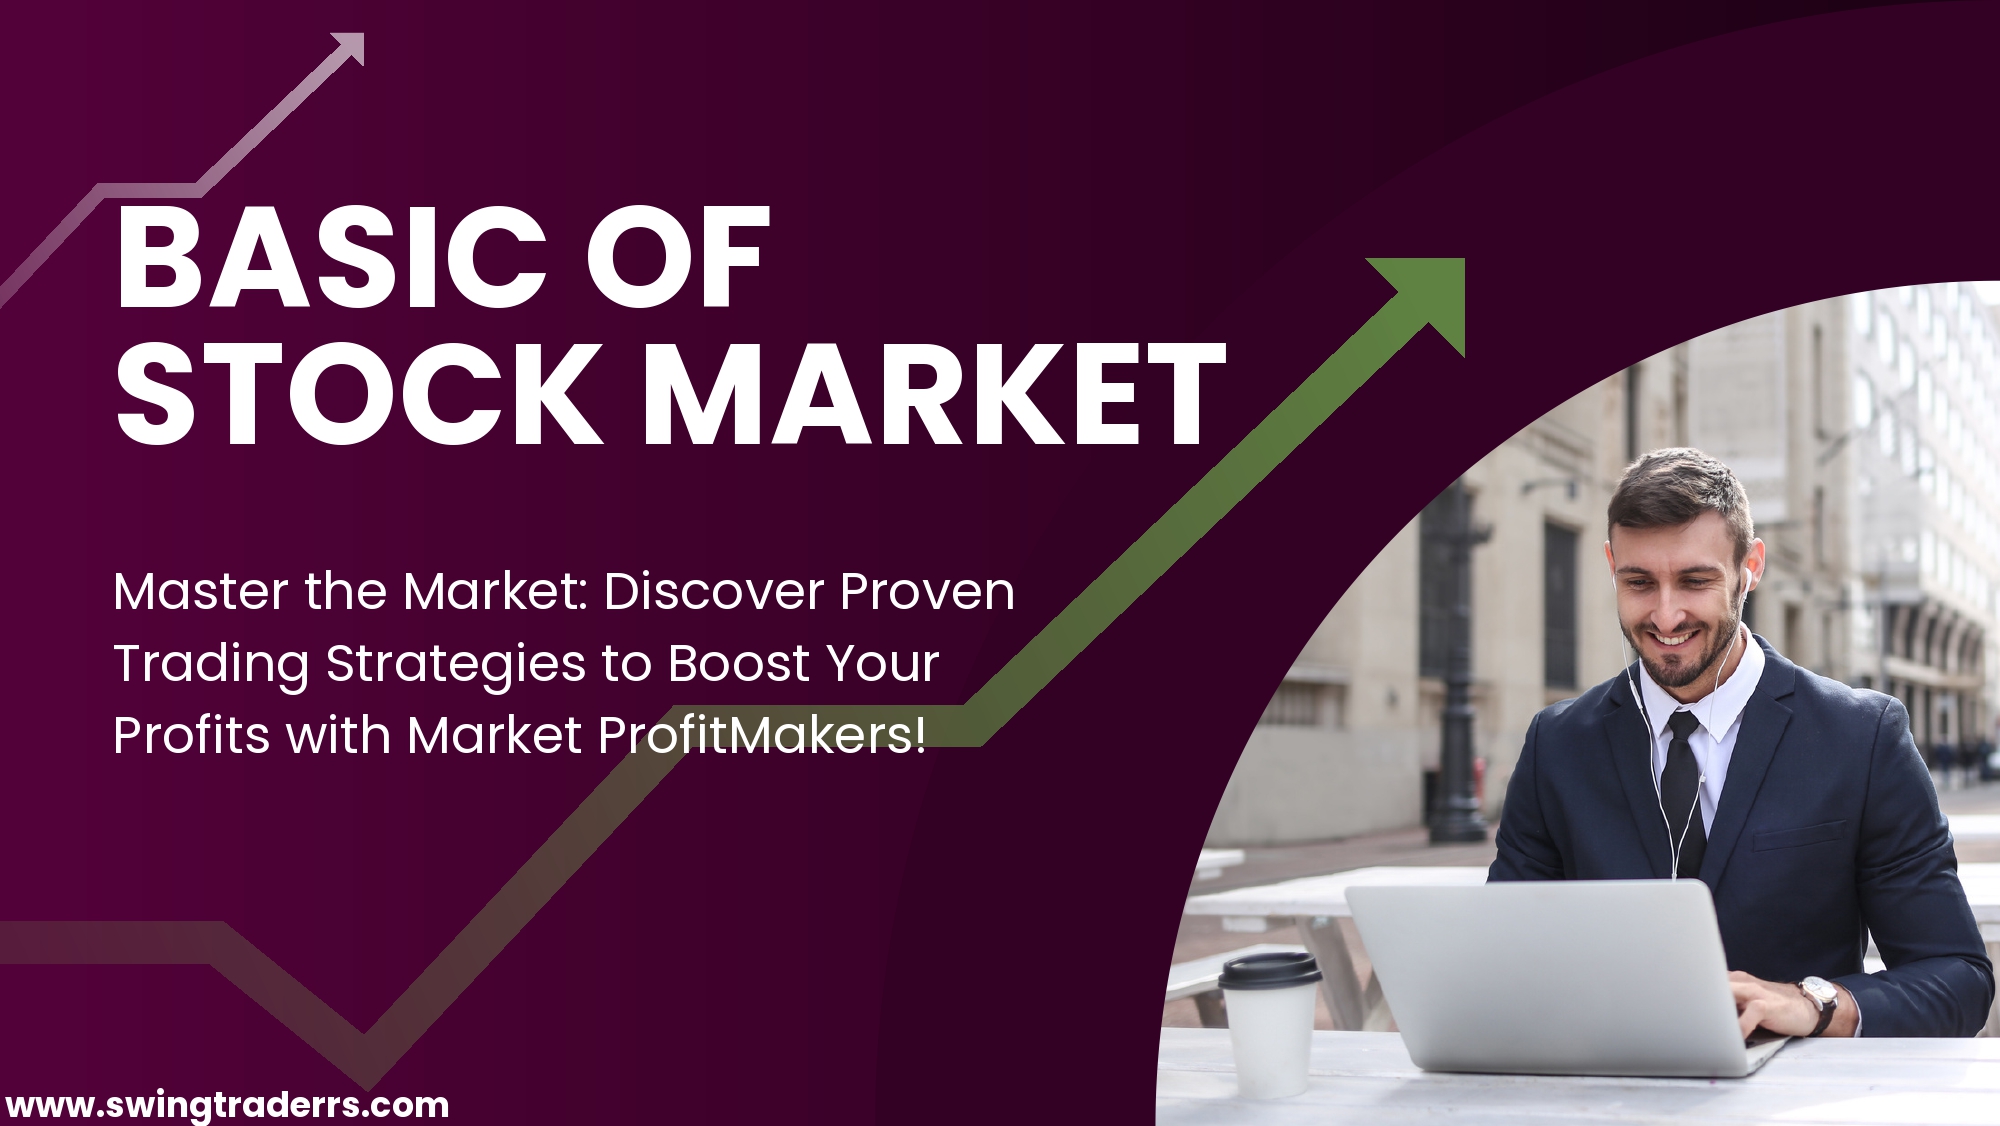 BASIC OF
STOCK MARKET
Master the Market: Discover Proven
Trading Strategies to Boost Your
Profits with Market ProfitMakers!
www.swingtraderrs.com